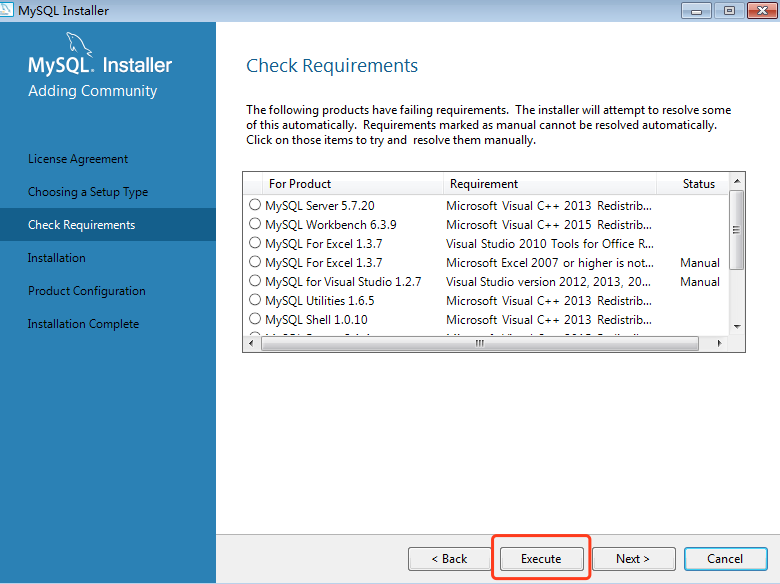 MySQL Installer
MySQL. Installer
Adding Community
License Agreement
Choosing a Setup Type
Check Requirements
Installation
Product Configuration
Installation Complete
Check Requirements
The following products have failing requirements. The installer will attempt to resolve some
of this automatically. Requirements marked as manual cannot be resolved automatically.
Click on those items to try and resolve them manually.
For Product Requirement Status
MySQL Server 5.7.20 Microsoft Visual C++ 2013 Redistrib...
MySQL Workbench 6.3.9 Microsoft Visual C++ 2015 Redistrib...
MySQL For Excel 1.3.7 Visual Studio 2010 Tools for Office R...
MySQL For Excel 1.3.7 Microsoft Excel 2007 or higher is not... Manual
MySQL for Visual Studio 1.2.7 Visual Studio version 2012, 2013, 20... Manual
MySQL Utilities 1.6.5 Microsoft Visual C++ 2013 Redistrib...
MySQL Shell 1.0.10 Microsoft Visual C++ 2013 Redistrib...
< Back Execute Next > Cancel